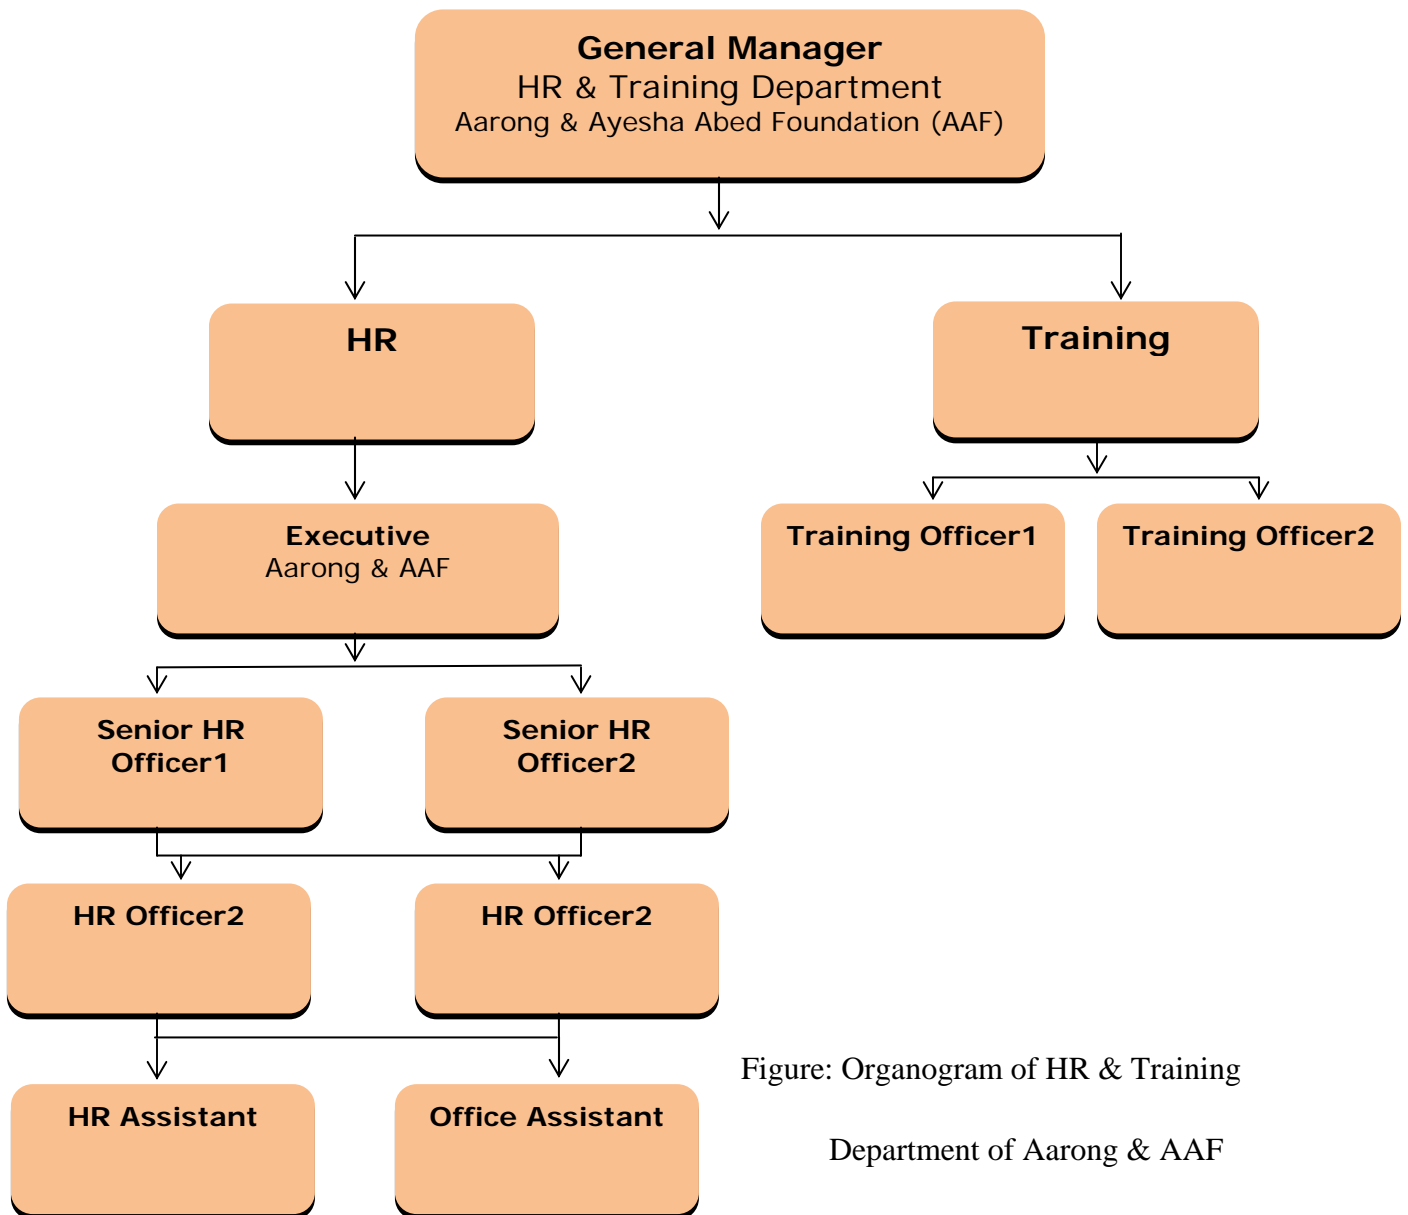 General Manager
HR & Training Department
Aarong & Ayesha Abed Foundation (AAF)
HR
Training
Executive
Aarong & AAF
Training Officer1
Training Officer2
Senior HR
Officer1
Senior HR
Officer2
HR Officer2
HR Officer2
HR Assistant
Office Assistant
Figure: Organogram of HR & Training
Department of Aarong & AAF